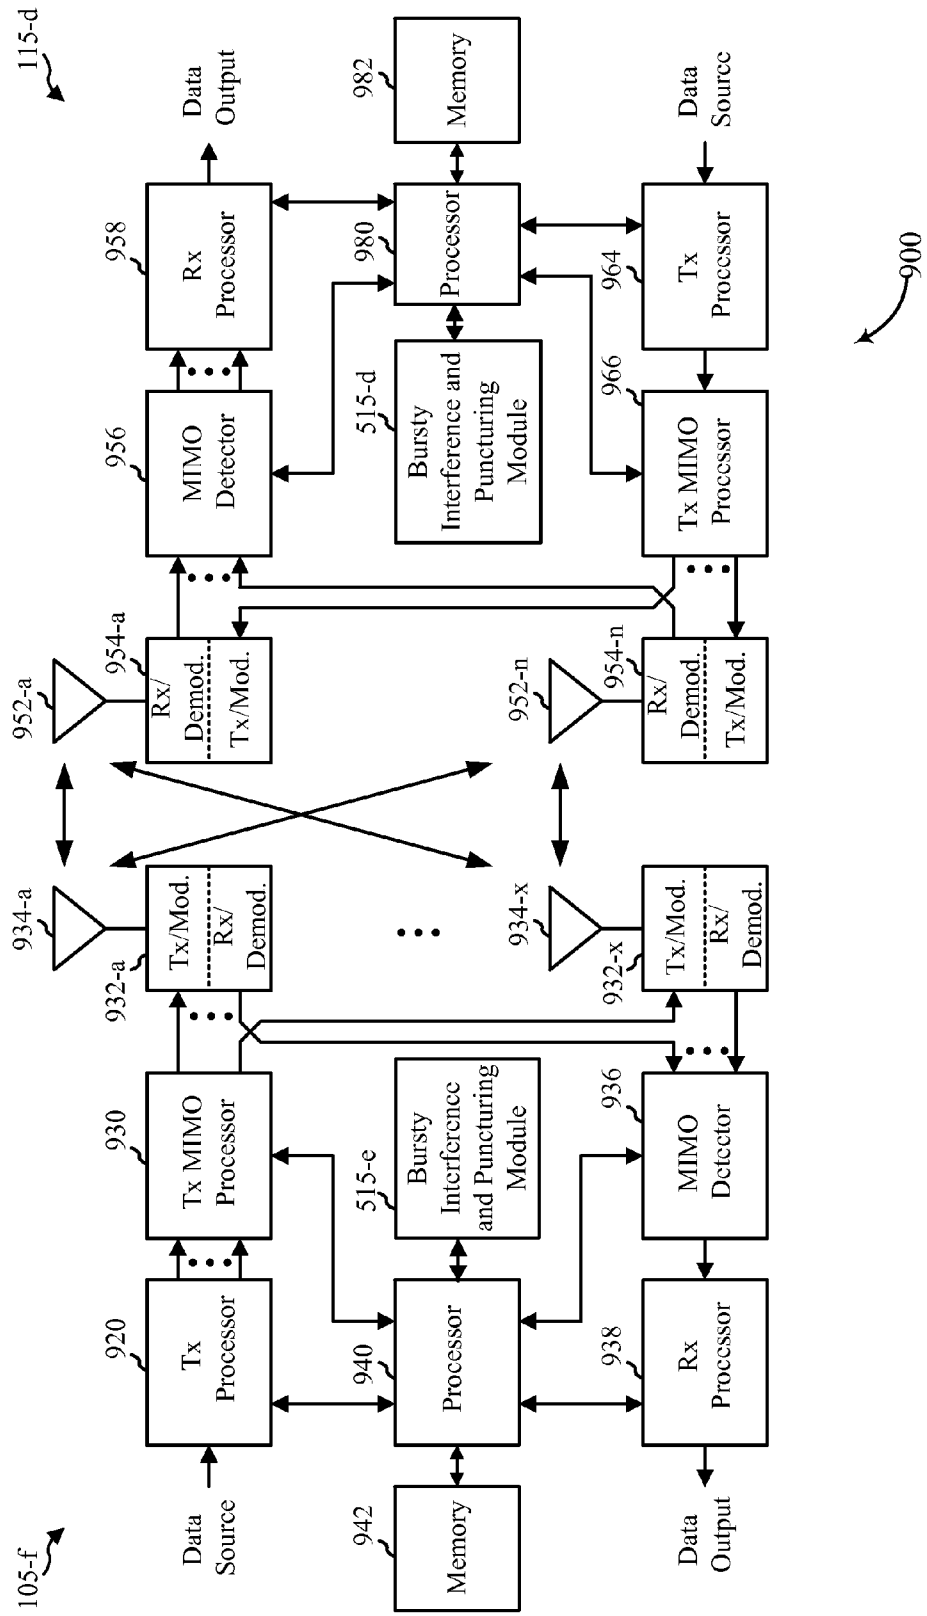 105-f
115-d
Data
Source
920
Tx
Processor
930
Tx MIMO
Processor
932-a
934-a
Tx/Mod.
Rx/
Demod.
952-a
954-a
Rx/
Demod.
Tx/Mod.
956
MIMO
Detector
958
Rx
Processor
Data
Output
942
Memory
940
Processor
515-e
Bursty
Interference
and Puncturing
Module
515-d
Bursty
Interference and
Puncturing
Module
980
Processor
982
Memory
Data
Output
938
Rx
Processor
936
MIMO
Detector
932-x
934-x
Tx/Mod.
Rx/
Demod.
952-n
954-n
Rx/
Demod.
Tx/Mod.
966
Tx MIMO
Processor
964
Tx
Processor
Data
Source
900